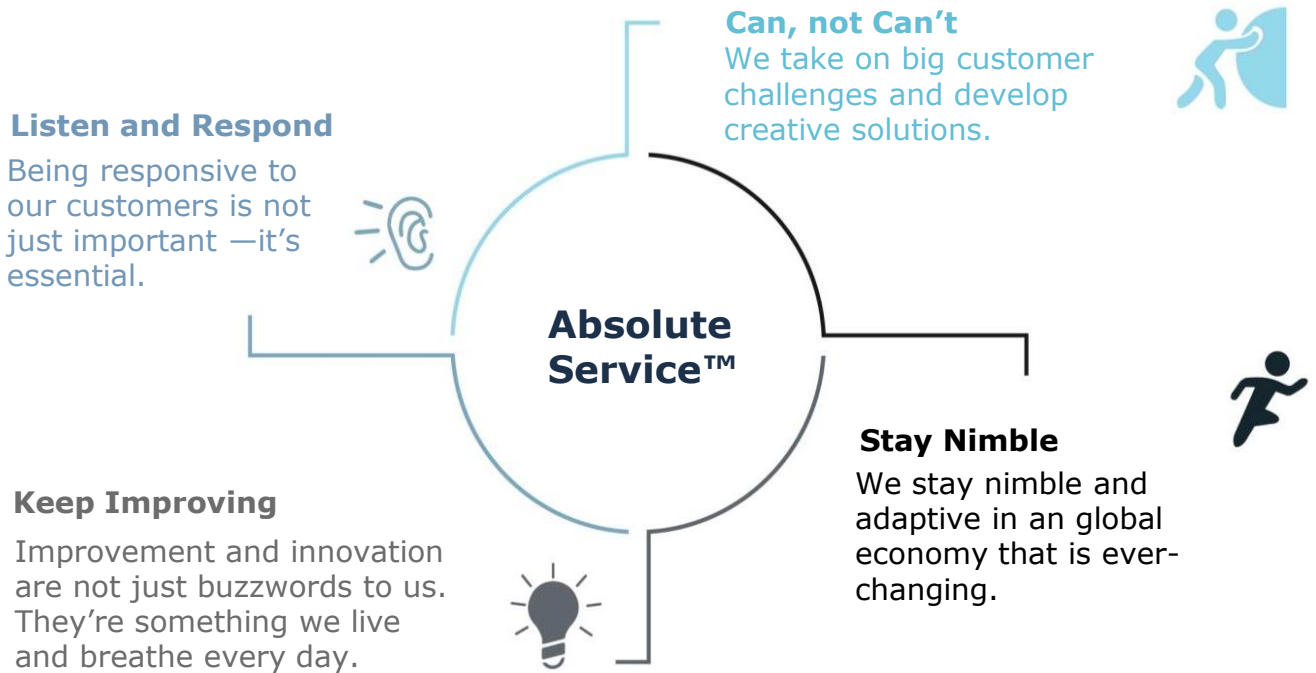 Can, not Can’t
We take on big customer
challenges and develop
creative solutions.
Listen and Respond
Being responsive to
our customers is not
just important —it’s
essential.
Absolute
Service™
Stay Nimble
We stay nimble and
adaptive in an global
economy that is ever-
changing.
Keep Improving
Improvement and innovation
are not just buzzwords to us.
They’re something we live
and breathe every day.